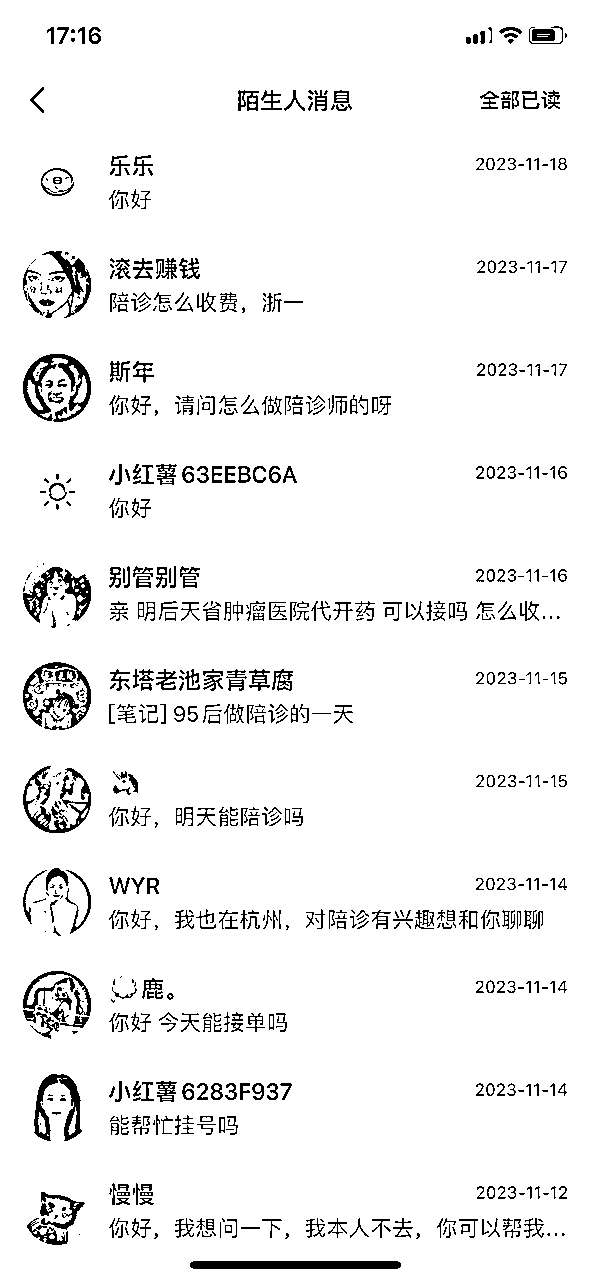 17:16
陌生人消息
全部已读
乐乐
2023-11-18
你好
滚去赚钱
2023-11-17
陪诊怎么收费，浙一
斯年
2023-11-17
你好，请问怎么做陪诊师的呀
小红薯63EEBC6A
2023-11-16
你好
别管别管
2023-11-16
亲 明后天省肿瘤医院代开药 可以接吗 怎么收...
东塔老池家青草腐
2023-11-15
[笔记] 95后做陪诊的一天
🦄
2023-11-15
你好，明天能陪诊吗
WYR
2023-11-14
你好，我也在杭州，对陪诊有兴趣想和你聊聊
💭鹿。
2023-11-14
你好 今天能接单吗
小红薯6283F937
2023-11-14
能帮忙挂号吗
慢慢
2023-11-12
你好，我想问一下，我本人不去，你可以帮我...